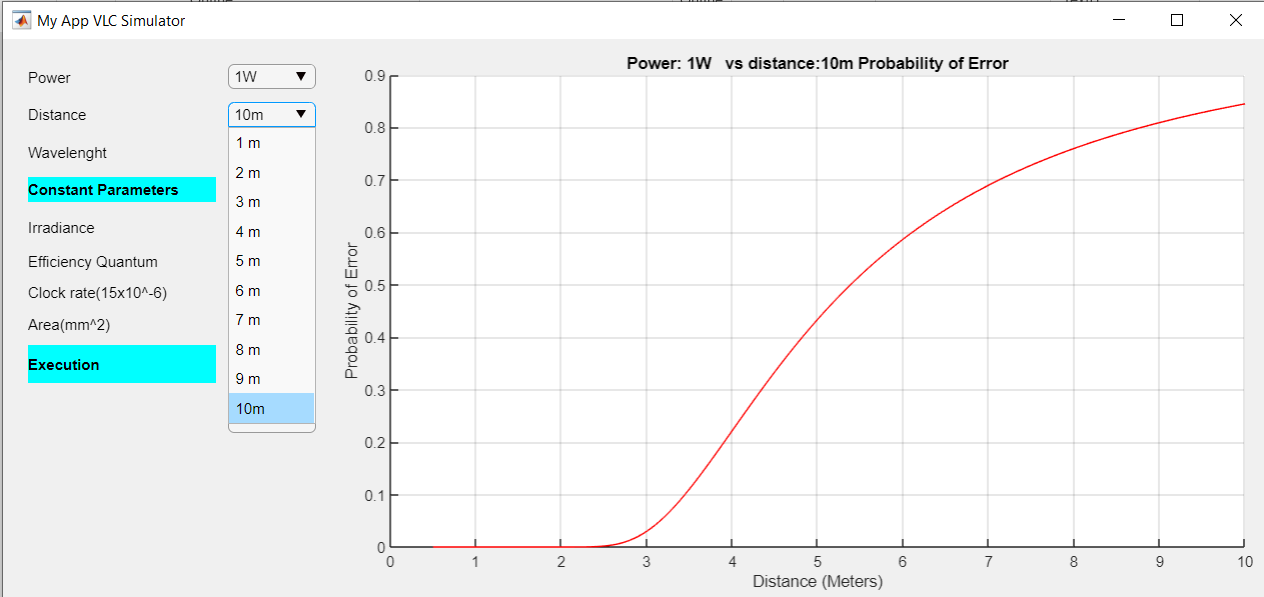 My App VLC Simulator
Power
1W
Distance
10m
1 m
2 m
3 m
4 m
5 m
6 m
7 m
8 m
9 m
10m
Wavelenght
Constant Parameters
Irradiance
Efficiency Quantum
Clock rate(15x10^-6)
Area(mm^2)
Execution
Power: 1W   vs distance:10m Probability of Error
Probability of Error
0.9
0.8
0.7
0.6
0.5
0.4
0.3
0.2
0.1
0
0 1 2 3 4 5 6 7 8 9 10
Distance (Meters)